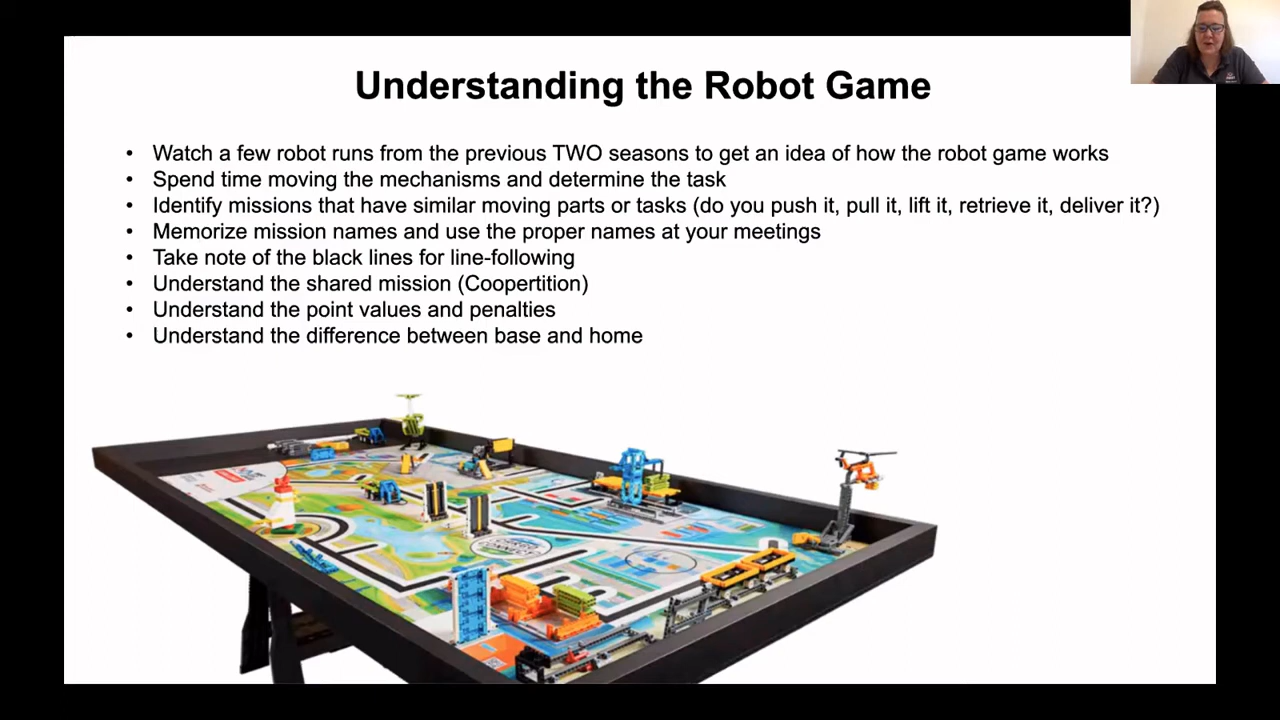 Understanding the Robot Game
• Watch a few robot runs from the previous TWO seasons to get an idea of how the robot game works
• Spend time moving the mechanisms and determine the task
• Identify missions that have similar moving parts or tasks (do you push it, pull it, lift it, retrieve it, deliver it?)
• Memorize mission names and use the proper names at your meetings
• Take note of the black lines for line-following
• Understand the shared mission (Coopertition)
• Understand the point values and penalties
• Understand the difference between base and home